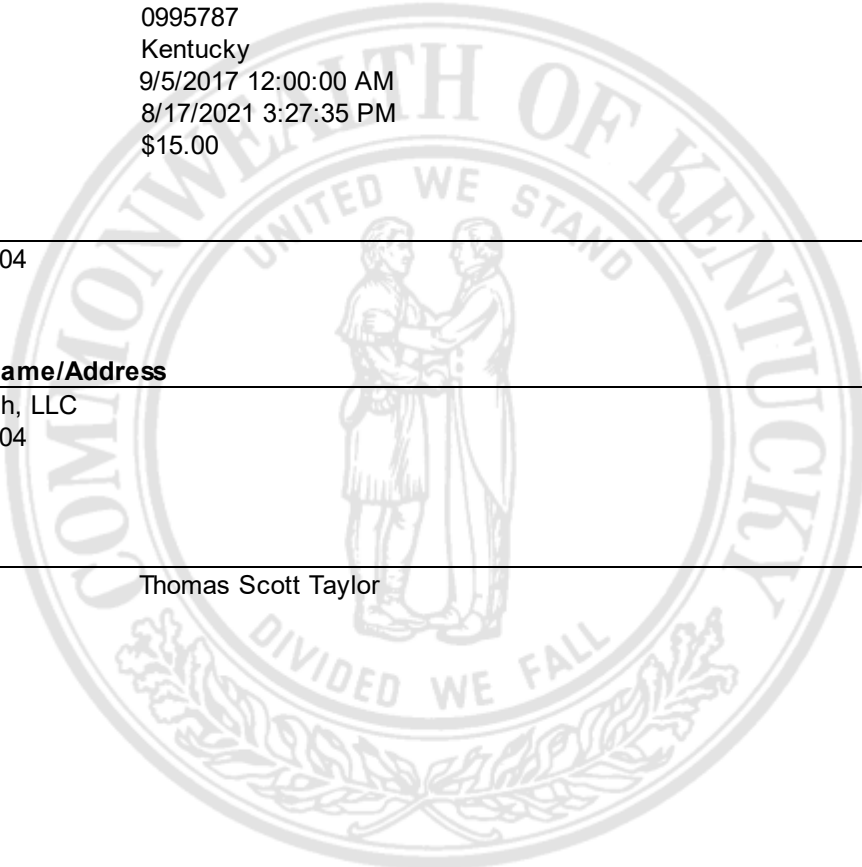 0995787
Kentucky
9/5/2017 12:00:00 AM
8/17/2021 3:27:35 PM
$15.00
COMMONWEALTH OF KENTUCKY
UNITED WE STAND
04
ame/Address
h, LLC
04
Thomas Scott Taylor
DIVIDED WE FALL